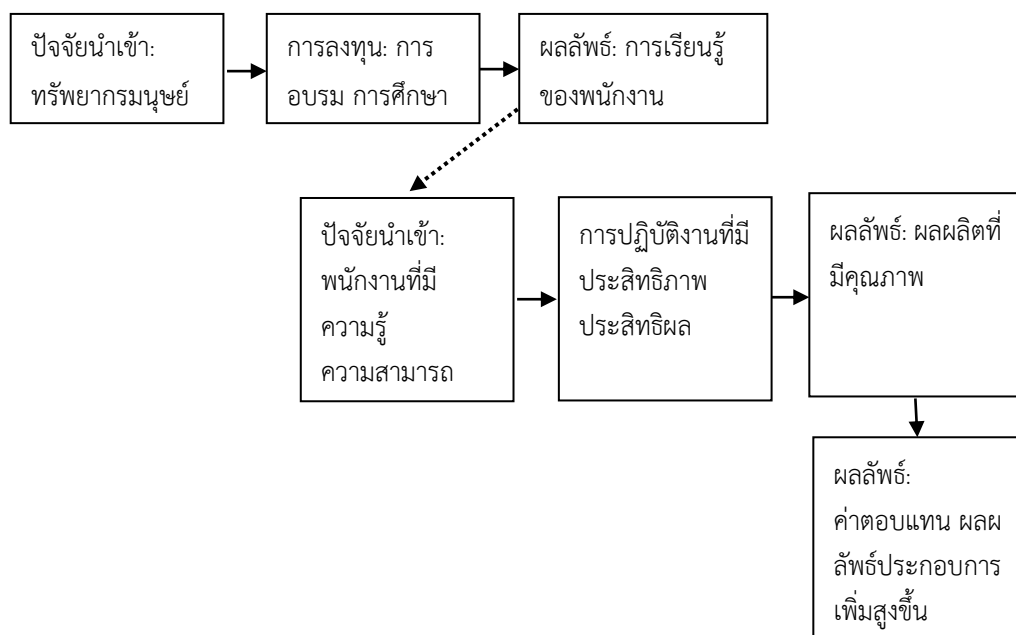 ปัจจัยนำเข้า:
ทรัพยากรมนุษย์
การลงทุน: การ
อบรม การศึกษา
ผลลัพธ์: การเรียนรู้
ของพนักงาน
ปัจจัยนำเข้า:
พนักงานที่มี
ความรู้
ความสามารถ
การปฏิบัติงานที่มี
ประสิทธิภาพ
ประสิทธิผล
ผลลัพธ์: ผลผลิตที่
มีคุณภาพ
ผลลัพธ์:
ค่าตอบแทน ผลผ
ลัพธ์ประกอบการ
เพิ่มสูงขึ้น